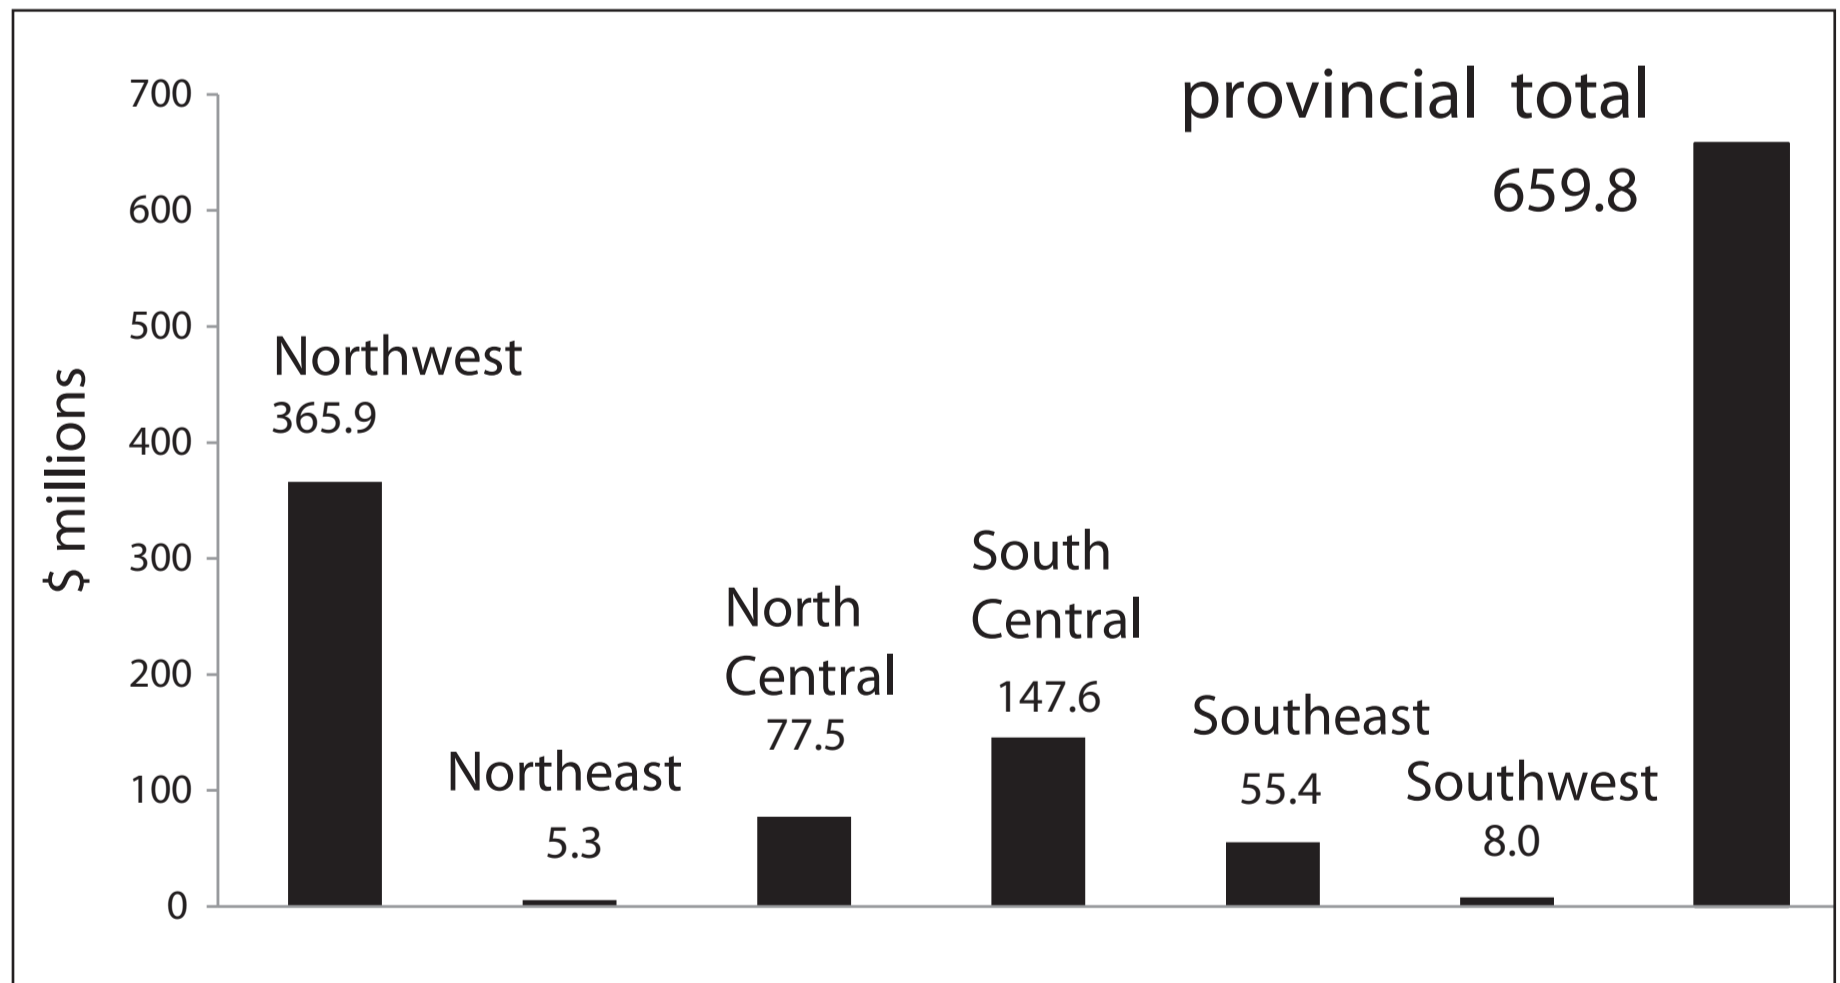 $ millions
700
600
500
400
300
200
100
0
Northwest
365.9
Northeast
5.3
North
Central
77.5
South
Central
147.6
Southeast
55.4
Southwest
8.0
provincial total
659.8